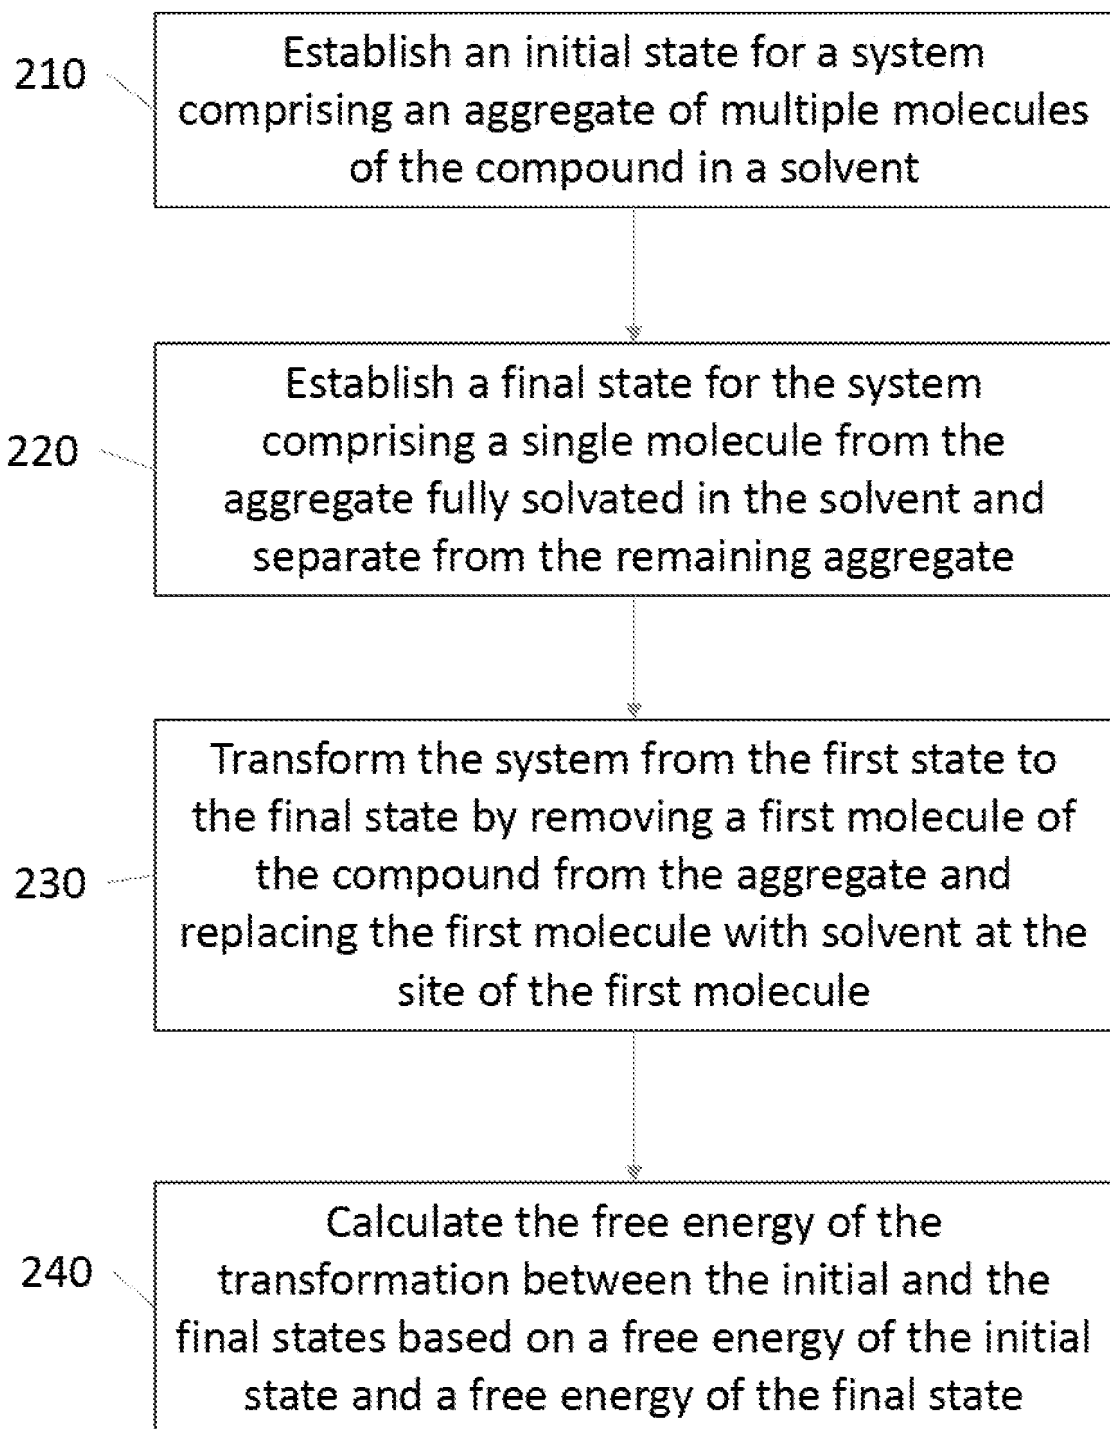 210
Establish an initial state for a system
comprising an aggregate of multiple molecules
of the compound in a solvent
220
Establish a final state for the system
comprising a single molecule from the
aggregate fully solvated in the solvent and
separate from the remaining aggregate
230
Transform the system from the first state to
the final state by removing a first molecule of
the compound from the aggregate and
replacing the first molecule with solvent at the
site of the first molecule
240
Calculate the free energy of the
transformation between the initial and the
final states based on a free energy of the initial
state and a free energy of the final state